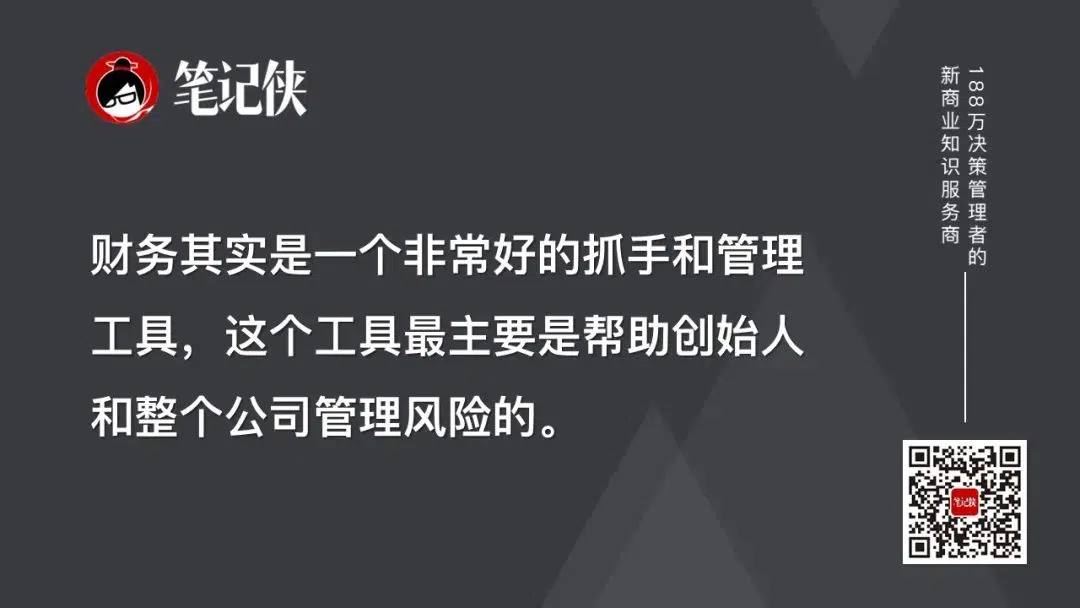 笔记侠
188万决策管理者的
新商业知识服务商
财务其实是一个非常好的抓手和管理
工具，这个工具最主要是帮助创始人
和整个公司管理风险的。
笔记侠